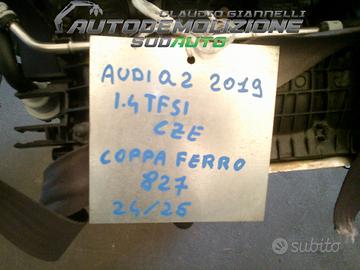 CLAUDIO GIANNELLI
AUTODEMOLIZIONE
SUDAUTO
AUDI Q2 2019
1.4 TFSI
CZE
COPPA FERRO
827
24/25
subito